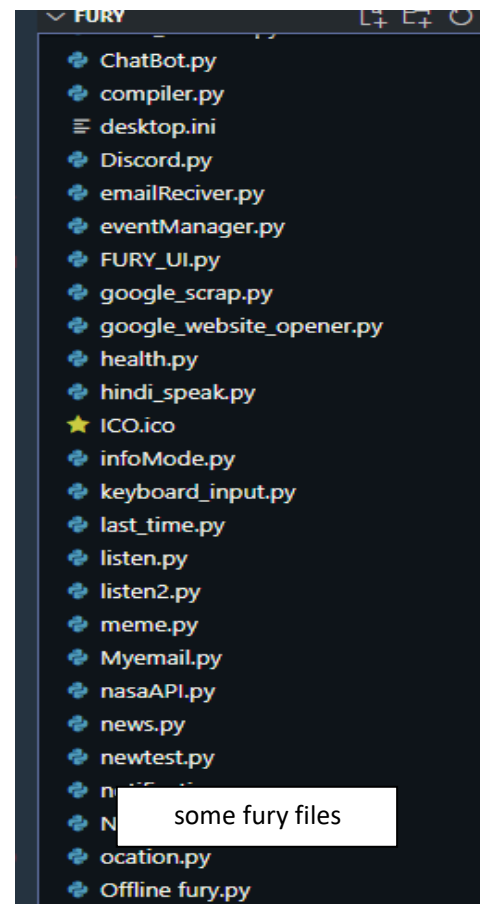 FURY
ChatBot.py
compiler.py
desktop.ini
Discord.py
emailReciver.py
eventManager.py
FURY_UI.py
google_scrap.py
google_website_opener.py
health.py
hindi_speak.py
ICO.ico
infoMode.py
keyboard_input.py
last_time.py
listen.py
listen2.py
meme.py
Myemail.py
nasaAPI.py
news.py
newtest.py
some fury files
ocation.py
Offline fury.py